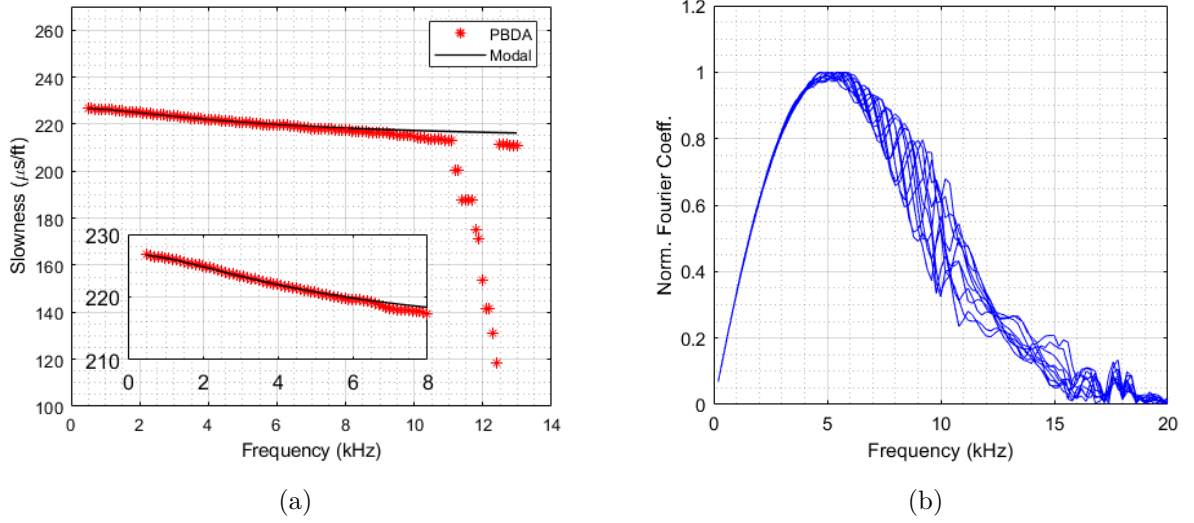 260
240
220
200
180
160
140
120
100
Slowness (μs/ft)
PBDA
Modal
230
220
210
0 2 4 6 8
0 2 4 6 8 10 12 14
Frequency (kHz)
(a)
1.2
1
0.8
0.6
0.4
0.2
0
Norm. Fourier Coeff.
0 5 10 15 20
Frequency (kHz)
(b)